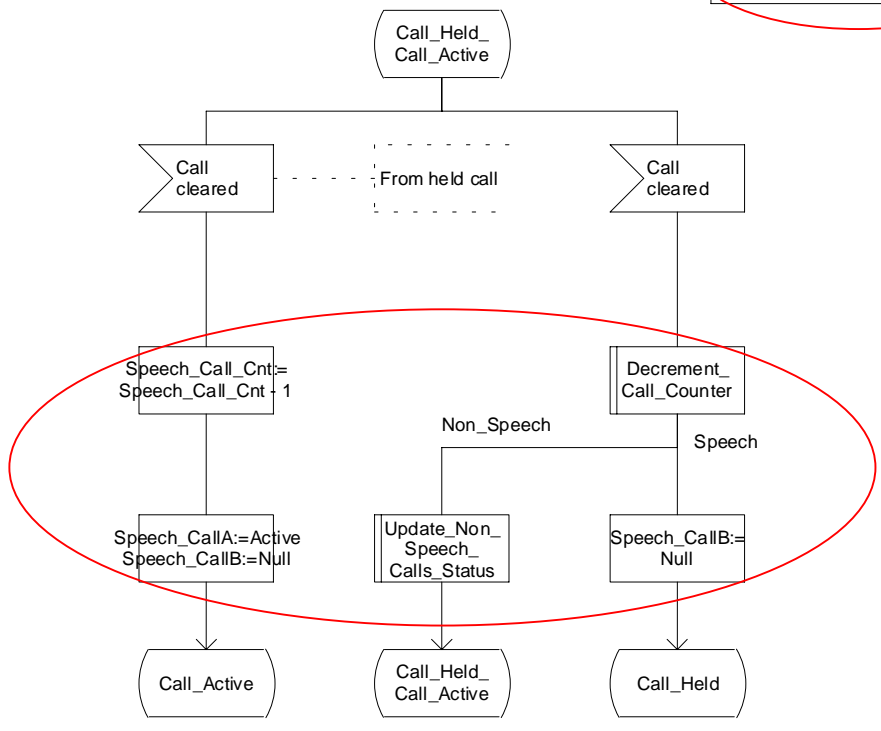 Call_Held_
Call_Active
Call
cleared
From held call
Call
cleared
Speech_Call_Cnt:=
Speech_Call_Cnt - 1
Decrement_
Call_Counter
Non_Speech
Speech
Speech_CallA:=Active
Speech_CallB:=Null
Update_Non_
Speech_
Calls_Status
Speech_CallB:=
Null
Call_Active
Call_Held_
Call_Active
Call_Held